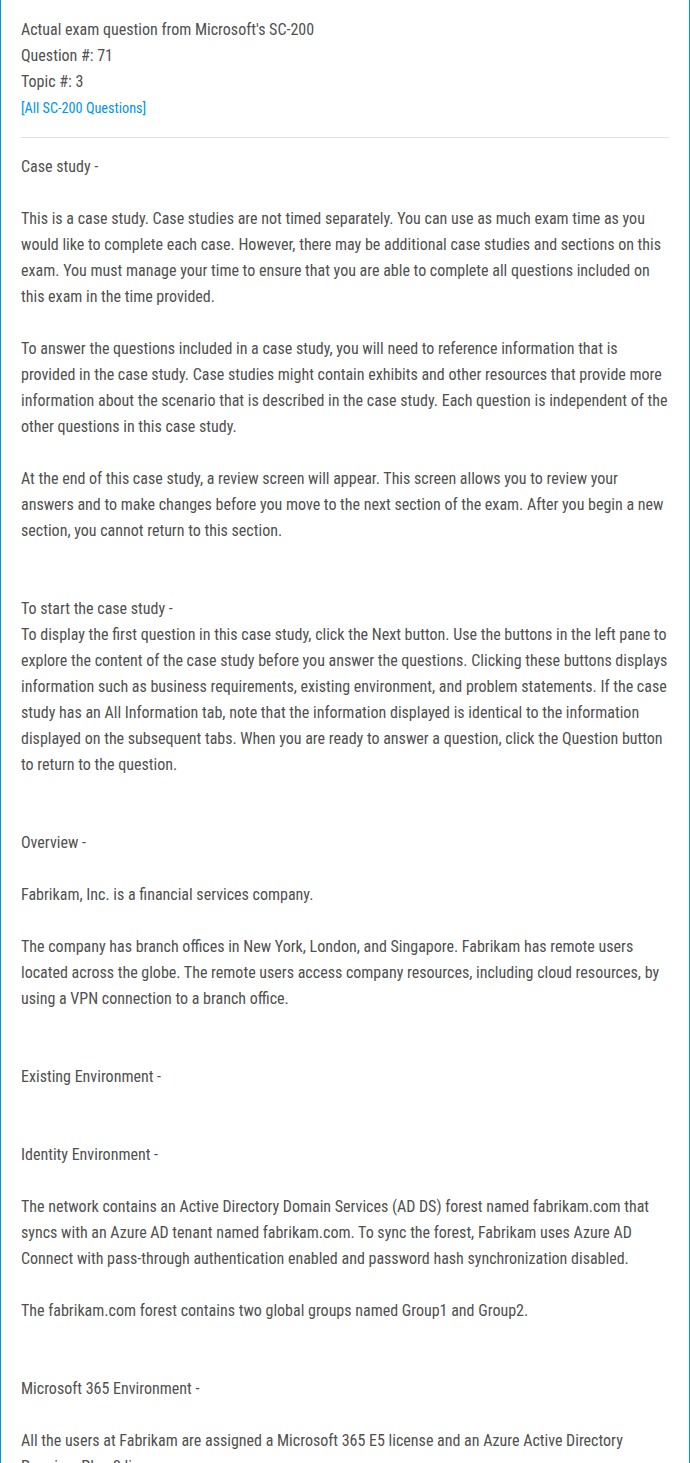 Actual exam question from Microsoft's SC-200
Question #: 71
Topic #: 3
[All SC-200 Questions]
Case study -
This is a case study. Case studies are not timed separately. You can use as much exam time as you
would like to complete each case. However, there may be additional case studies and sections on this
exam. You must manage your time to ensure that you are able to complete all questions included on
this exam in the time provided.
To answer the questions included in a case study, you will need to reference information that is
provided in the case study. Case studies might contain exhibits and other resources that provide more
information about the scenario that is described in the case study. Each question is independent of the
other questions in this case study.
At the end of this case study, a review screen will appear. This screen allows you to review your
answers and to make changes before you move to the next section of the exam. After you begin a new
section, you cannot return to this section.
To start the case study -
To display the first question in this case study, click the Next button. Use the buttons in the left pane to
explore the content of the case study before you answer the questions. Clicking these buttons displays
information such as business requirements, existing environment, and problem statements. If the case
study has an All Information tab, note that the information displayed is identical to the information
displayed on the subsequent tabs. When you are ready to answer a question, click the Question button
to return to the question.
Overview -
Fabrikam, Inc. is a financial services company.
The company has branch offices in New York, London, and Singapore. Fabrikam has remote users
located across the globe. The remote users access company resources, including cloud resources, by
using a VPN connection to a branch office.
Existing Environment -
Identity Environment -
The network contains an Active Directory Domain Services (AD DS) forest named fabrikam.com that
syncs with an Azure AD tenant named fabrikam.com. To sync the forest, Fabrikam uses Azure AD
Connect with pass-through authentication enabled and password hash synchronization disabled.
The fabrikam.com forest contains two global groups named Group1 and Group2.
Microsoft 365 Environment -
All the users at Fabrikam are assigned a Microsoft 365 E5 license and an Azure Active Directory